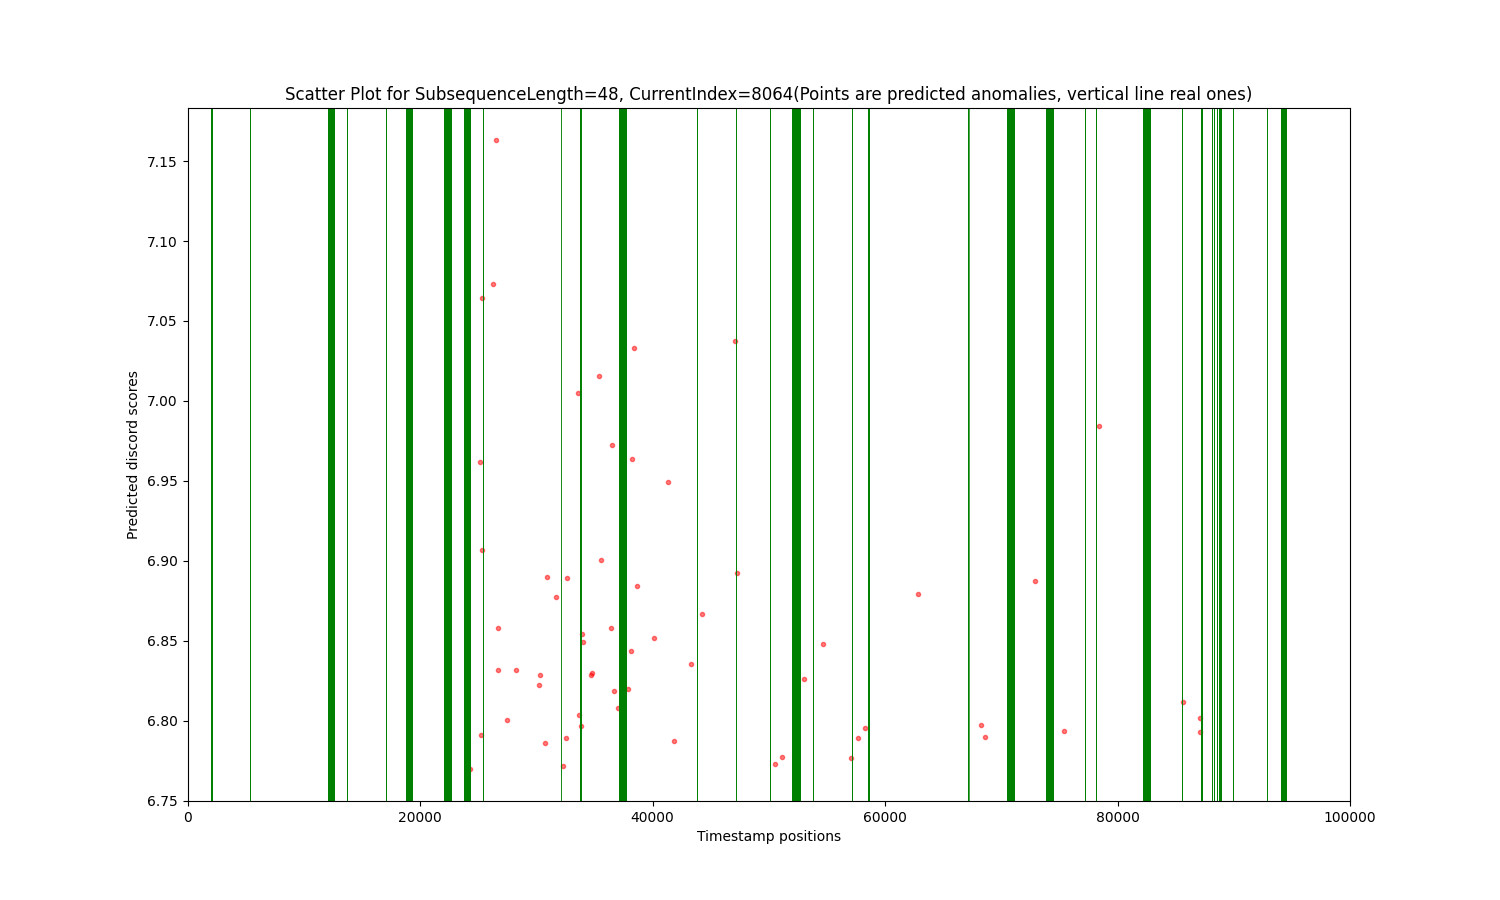 Scatter Plot for SubsequenceLength=48, CurrentIndex=8064(Points are predicted anomalies, vertical line real ones)
7.15
7.10
7.05
7.00
6.95
6.90
6.85
6.80
6.75
Predicted discord scores
0 20000 40000 60000 80000 100000
Timestamp positions